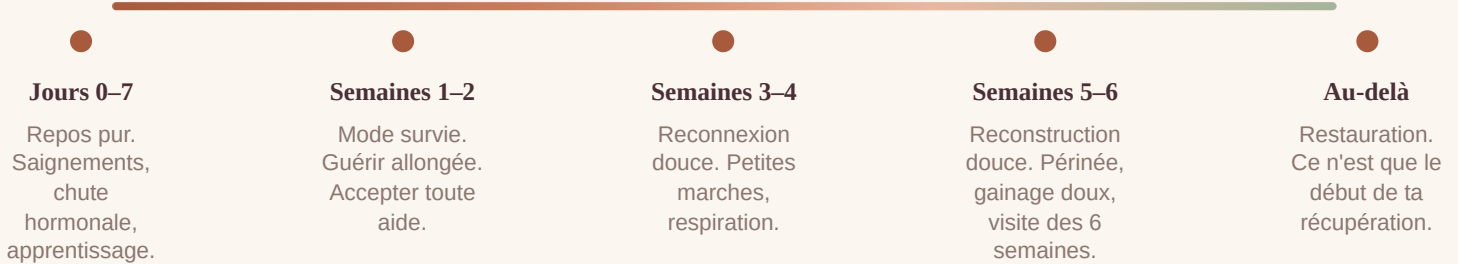 Jours 0–7
Repos pur.
Saignements,
chute
hormonale,
apprentissage.
Semaines 1–2
Mode survie.
Guérir allongée.
Accepter toute
aide.
Semaines 3–4
Reconnexion
douce. Petites
marches,
respiration.
Semaines 5–6
Reconstruction
douce. Périnée,
gainage doux,
visite des 6
semaines.
Au-delà
Restauration.
Ce n'est que le
début de ta
récupération.